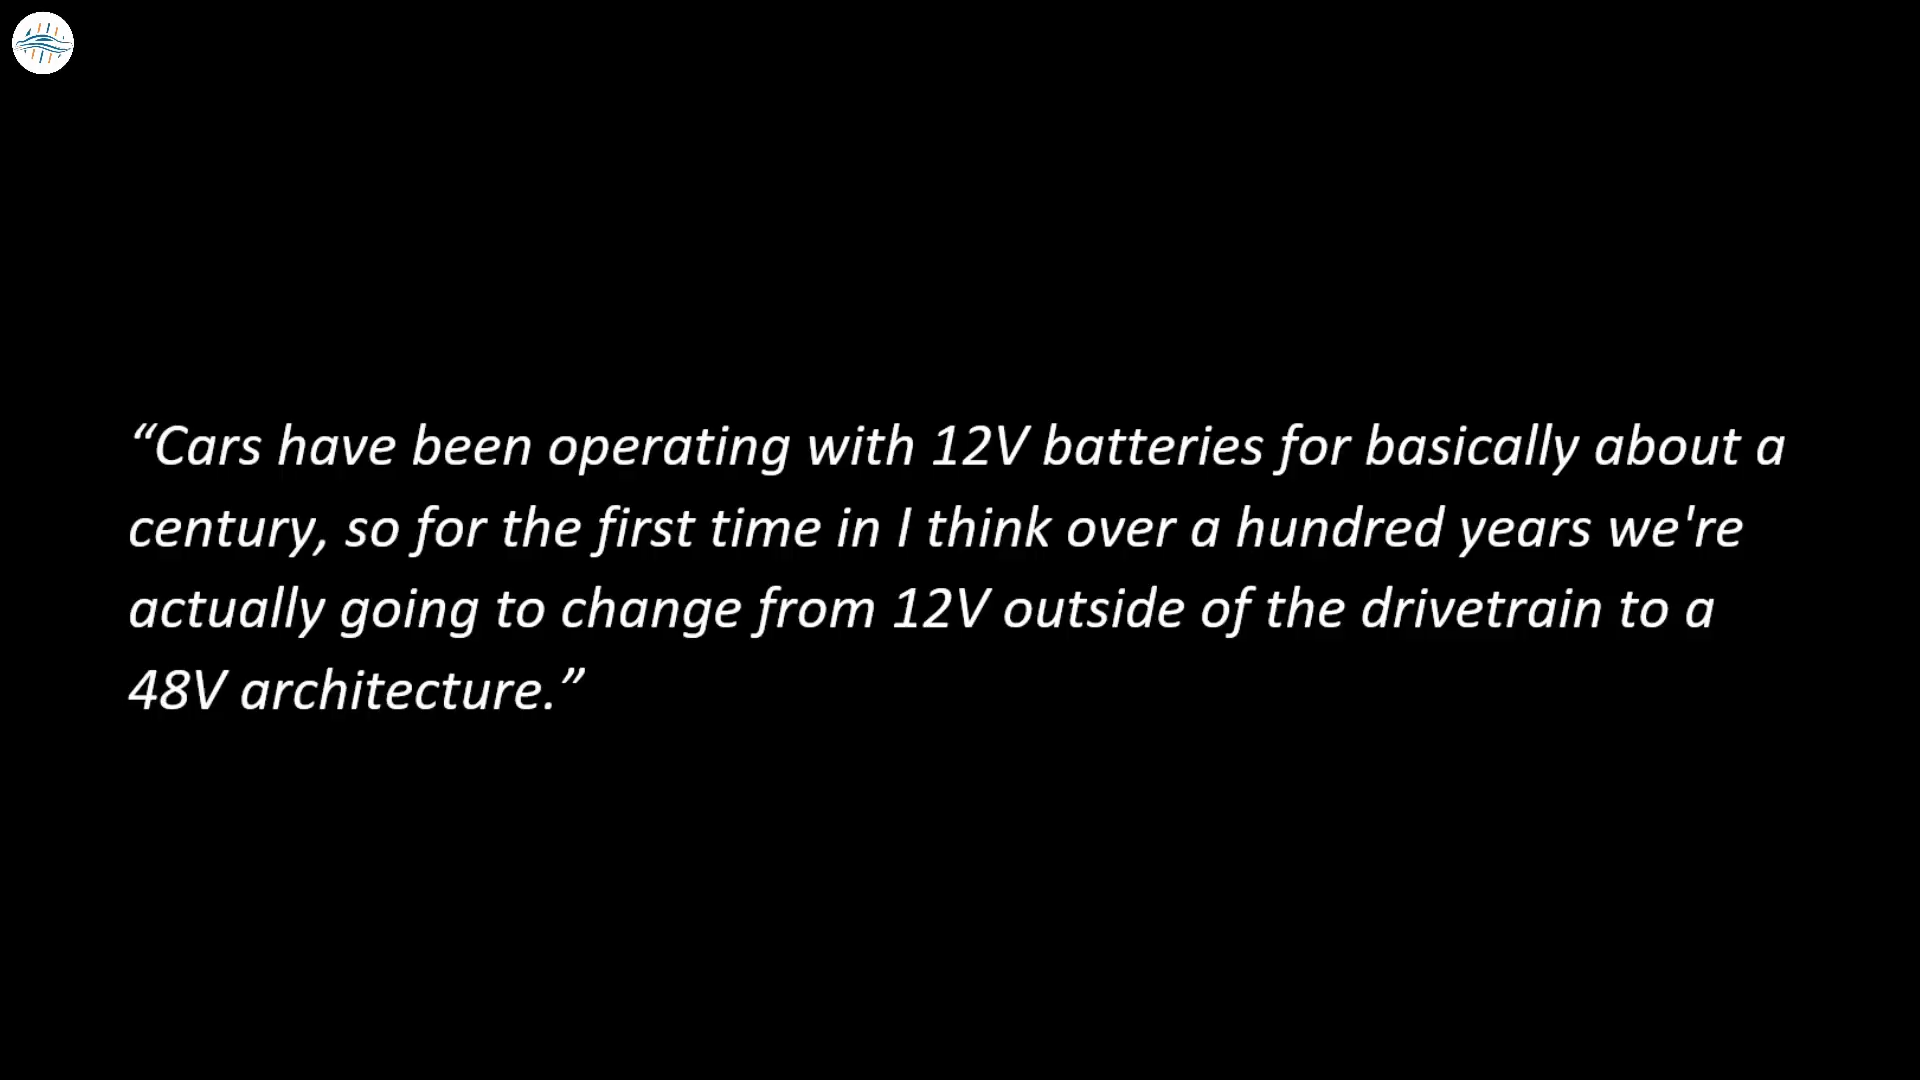 “Cars have been operating with 12V batteries for basically about a
century, so for the first time in I think over a hundred years we're
actually going to change from 12V outside of the drivetrain to a
48V architecture.”